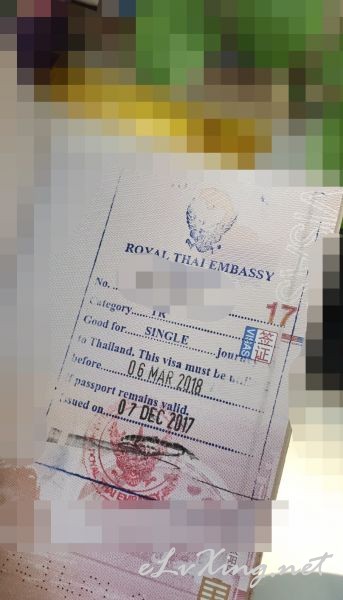 ROYAL THAI EMBASSY
No.
Category TR
17
Good for SINGLE
签证
VISAS
to Thailand. This visa must be
before 06 MAR 2018
if passport remains valid.
issued on 07 DEC 2017
eLvXing.net